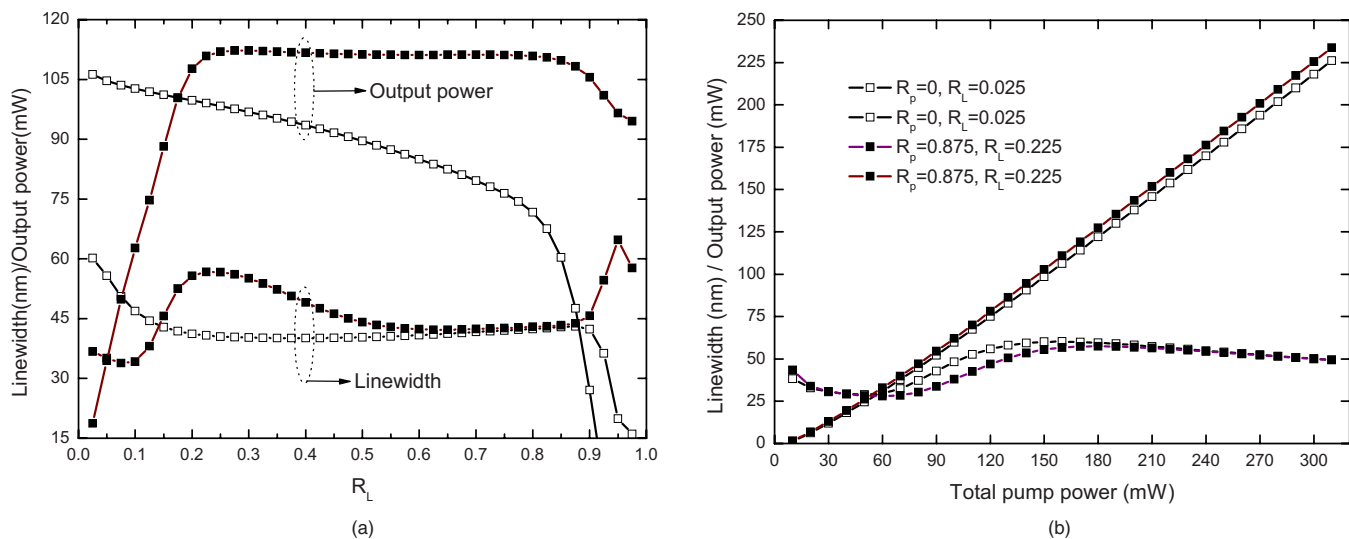 120
105
90
75
60
45
30
15
Linewidth(nm)/Output power(mW)
Output power
Linewidth
0.0 0.1 0.2 0.3 0.4 0.5 0.6 0.7 0.8 0.9 1.0
R_L
(a)
250
225
200
175
150
125
100
75
50
25
0
Linewidth (nm) / Output power (mW)
R_p=0, R_L=0.025
R_p=0, R_L=0.025
R_p=0.875, R_L=0.225
R_p=0.875, R_L=0.225
0 30 60 90 120 150 180 210 240 270 300
Total pump power (mW)
(b)